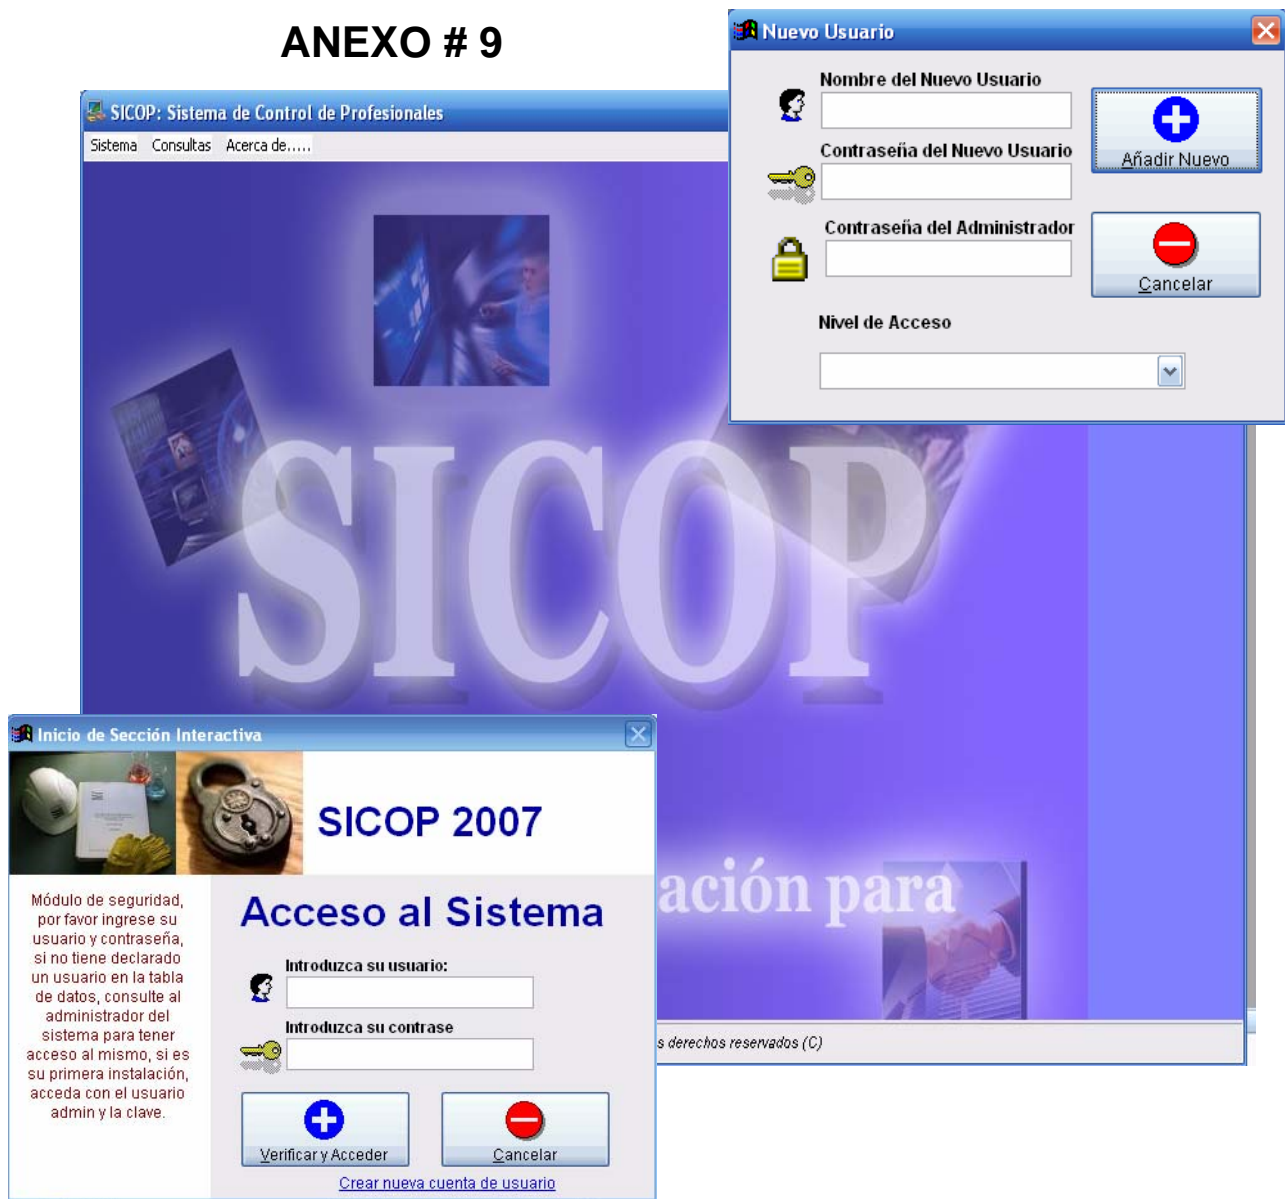 ANEXO # 9
Nuevo Usuario
Nombre del Nuevo Usuario
Contraseña del Nuevo Usuario
Contraseña del Administrador
Nivel de Acceso
Añadir Nuevo
Cancelar
SICOP: Sistema de Control de Profesionales
Sistema Consultas Acerca de.....
SICOP
ación para
s derechos reservados (C)
Inicio de Sección Interactiva
SICOP 2007
Módulo de seguridad,
por favor ingrese su
usuario y contraseña,
si no tiene declarado
un usuario en la tabla
de datos, consulte al
administrador del
sistema para tener
acceso al mismo, si es
su primera instalación,
acceda con el usuario
admin y la clave.
Acceso al Sistema
Introduzca su usuario:
Introduzca su contrase
Verificar y Acceder
Cancelar
Crear nueva cuenta de usuario